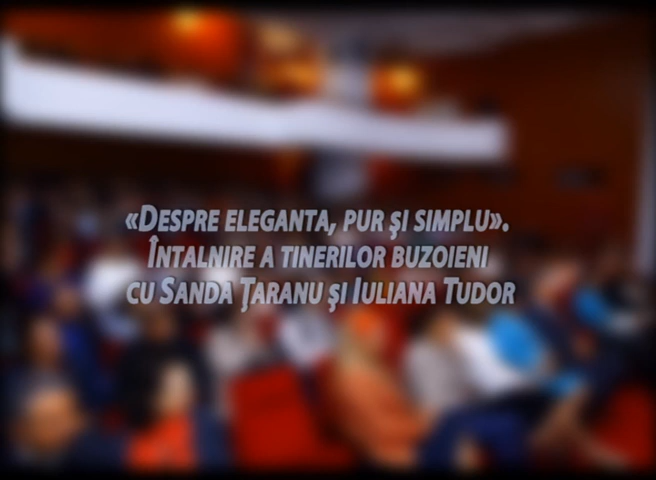 «Despre eleganta, pur şi simplu».
Întalnire a tinerilor buzoieni
cu Sanda Ţaranu şi Iuliana Tudor